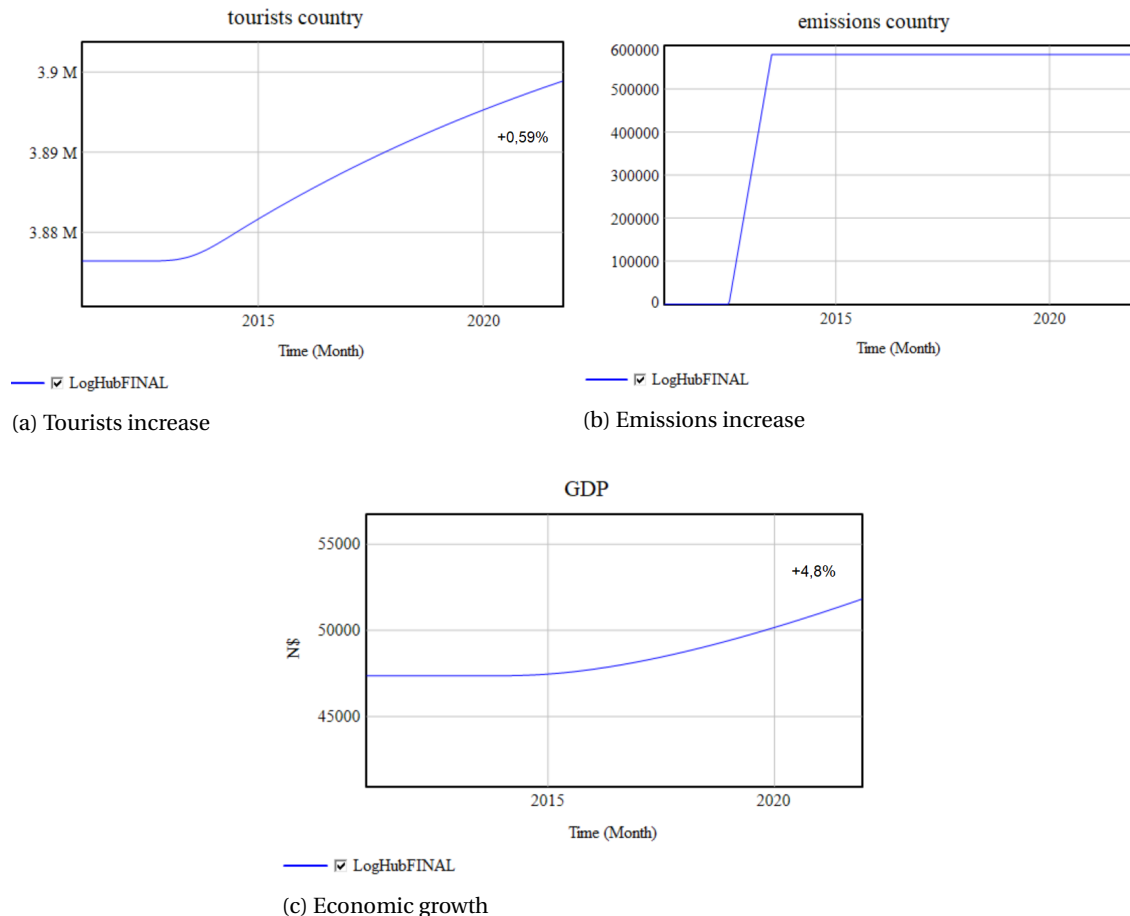 tourists country
3.9 M
3.89 M
3.88 M
+0,59%
2015 2020
Time (Month)
LogHubFINAL
(a) Tourists increase
emissions country
600000
500000
400000
300000
200000
100000
0
2015 2020
Time (Month)
LogHubFINAL
(b) Emissions increase
GDP
55000
50000
45000
N$
+4,8%
2015 2020
Time (Month)
LogHubFINAL
(c) Economic growth